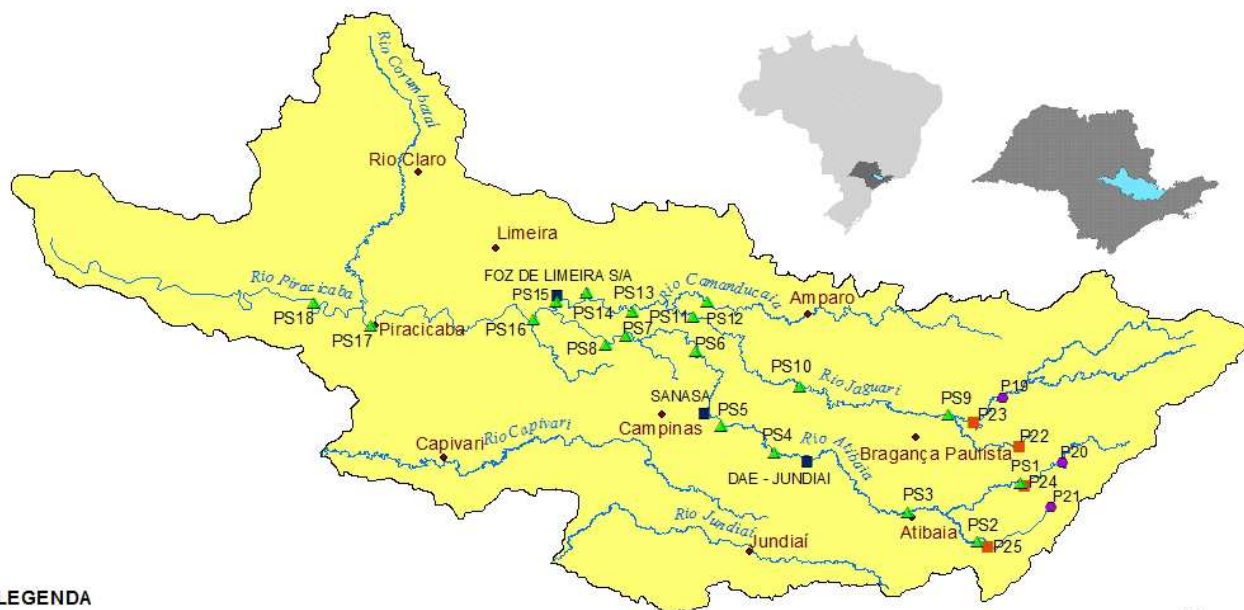 Rio Corumbataí
Rio Claro
Limeira
FOZ DE LIMEIRA S/A
Rio Piracicaba
Rio Camanducaia
Amparo
PS18
PS17
Piracicaba
PS16
PS15
PS14
PS13
PS11
PS12
PS8
PS7
PS6
PS10
Rio Jaguari
PS9
P19
P23
P22
SANASA
PS5
Campinas
PS4
Rio Atibaia
Bragança Paulista
P20
Capivari
Rio Capivari
DAE - JUNDIAI
PS1
P24
P21
PS3
Atibaia
PS2
P25
Rio Jundiaí
Jundiaí
LEGENDA